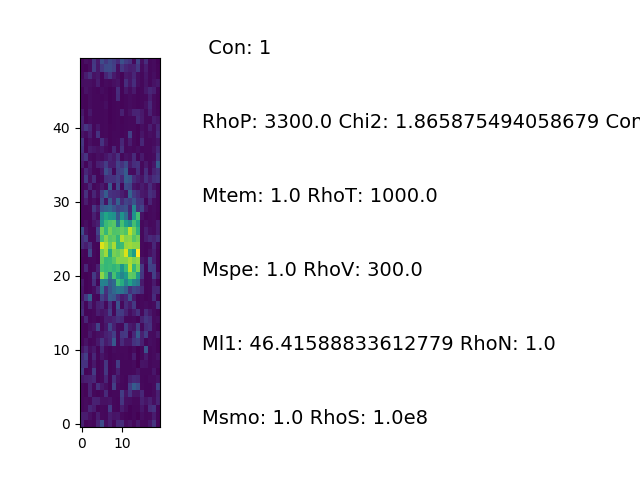 Con: 1
RhoP: 3300.0 Chi2: 1.865875494058679 Con
40
Mtem: 1.0 RhoT: 1000.0
30
Mspe: 1.0 RhoV: 300.0
20
Ml1: 46.41588833612779 RhoN: 1.0
10
Msmo: 1.0 RhoS: 1.0e8
0
0 10